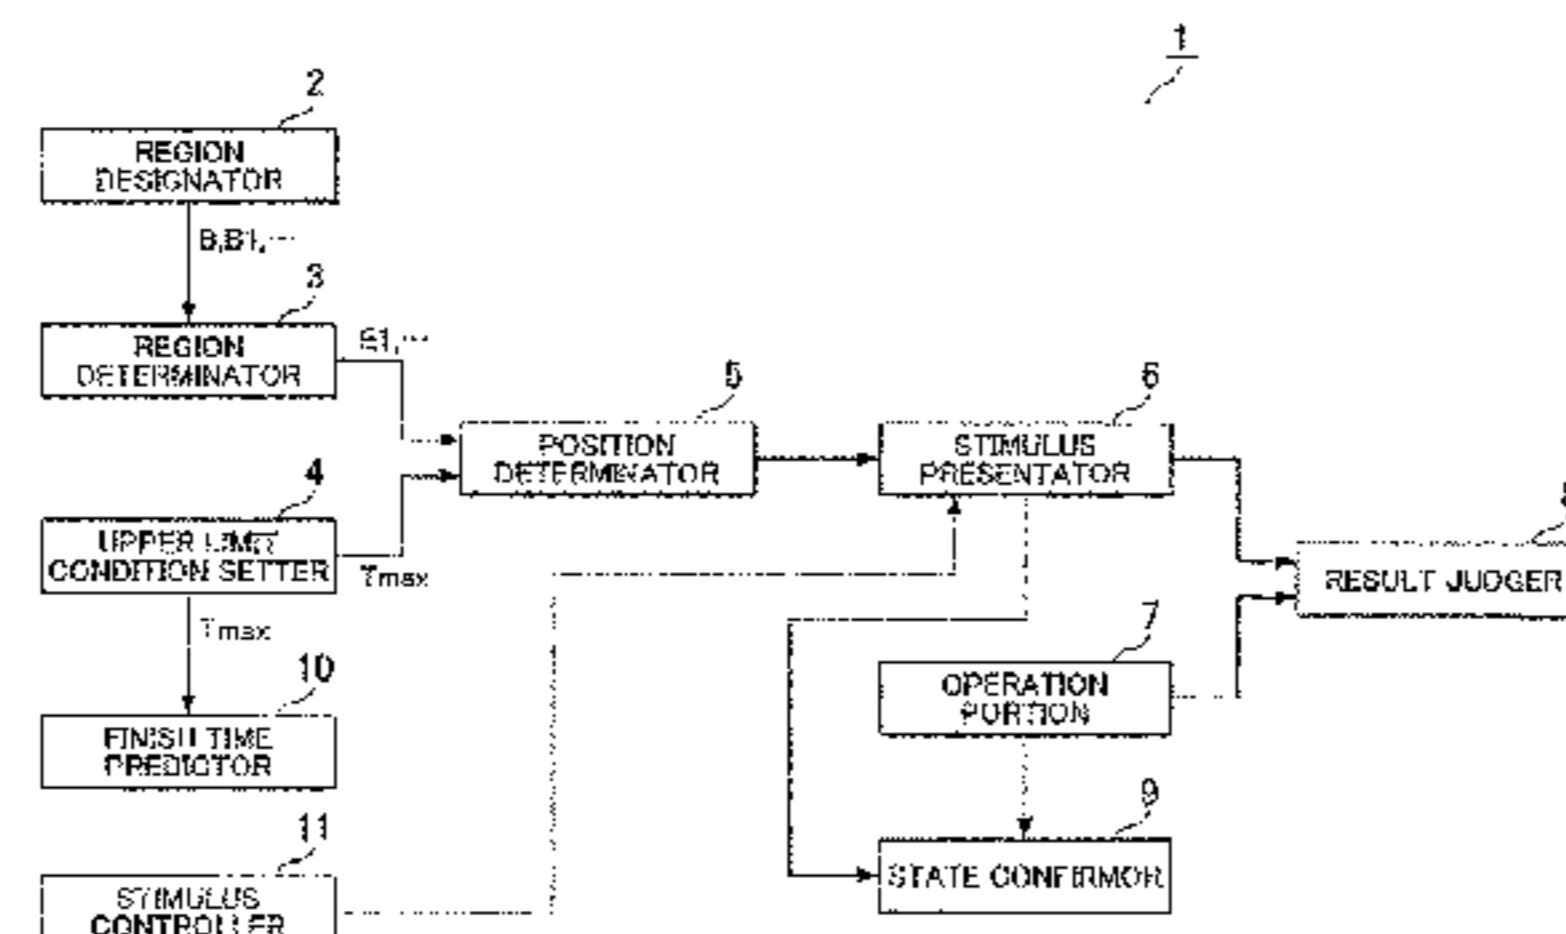 1
2
REGION
DESIGNATOR
B,B1,...
3
REGION
DETERMINATOR
E1,...
4
UPPER LIMIT
CONDITION SETTER
Tmax
Tmax
5
POSITION
DETERMINATOR
6
STIMULUS
PRESENTATOR
RESULT JUDGER
7
OPERATION
PORTION
10
FINISH TIME
PREDICTOR
9
STATE CONFIRMOR
11
STIMULUS
CONTROLLER